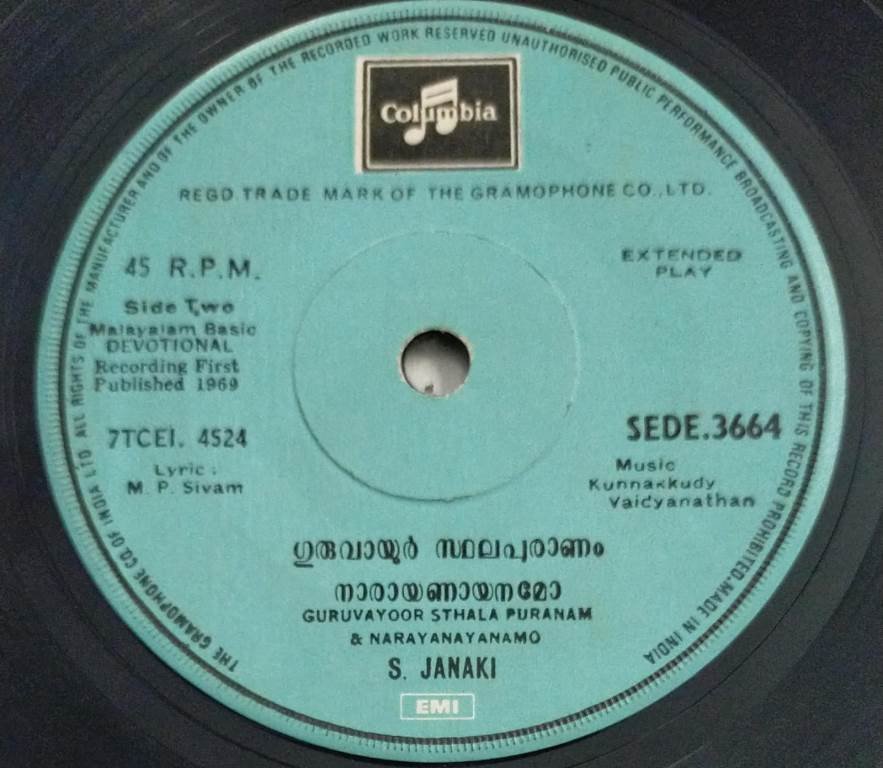 THE GRAMOPHONE CO. OF INDIA LTD. ALL RIGHTS OF THE MANUFACTURER AND OF THE OWNER OF THE RECORDED WORK RESERVED UNAUTHORISED PUBLIC PERFORMANCE BROADCASTING AND COPYING OF THIS RECORD PROHIBITED. MADE IN INDIA
Columbia
REGD TRADE MARK OF THE GRAMOPHONE CO., LTD.
45 R.P.M.
EXTENDED
PLAY
Side Two
Malayalam Basic
DEVOTIONAL
Recording First
Published 1969
7TCEI. 4524
Lyric :
M. P. Sivam
SEDE.3664
Music
Kunnakkudy
Vaidyanathan
ഗുരുവായൂർ സ്ഥലപുരാണം
നാരായണായനമോ
GURUVAYOOR STHALA PURANAM
& NARAYANAYANAMO
S. JANAKI
EMI